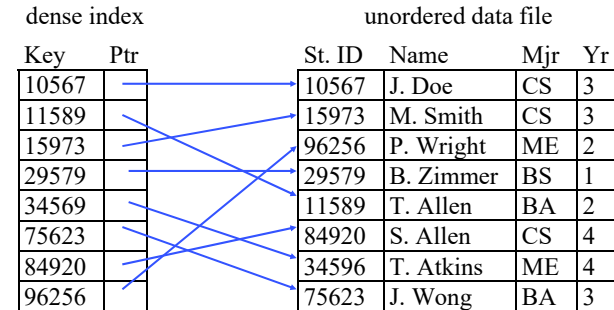 dense index unordered data file
Key Ptr St. ID Name Mjr Yr
10567 10567 J. Doe CS 3
11589 15973 M. Smith CS 3
15973 96256 P. Wright ME 2
29579 29579 B. Zimmer BS 1
34569 11589 T. Allen BA 2
75623 84920 S. Allen CS 4
84920 34596 T. Atkins ME 4
96256 75623 J. Wong BA 3